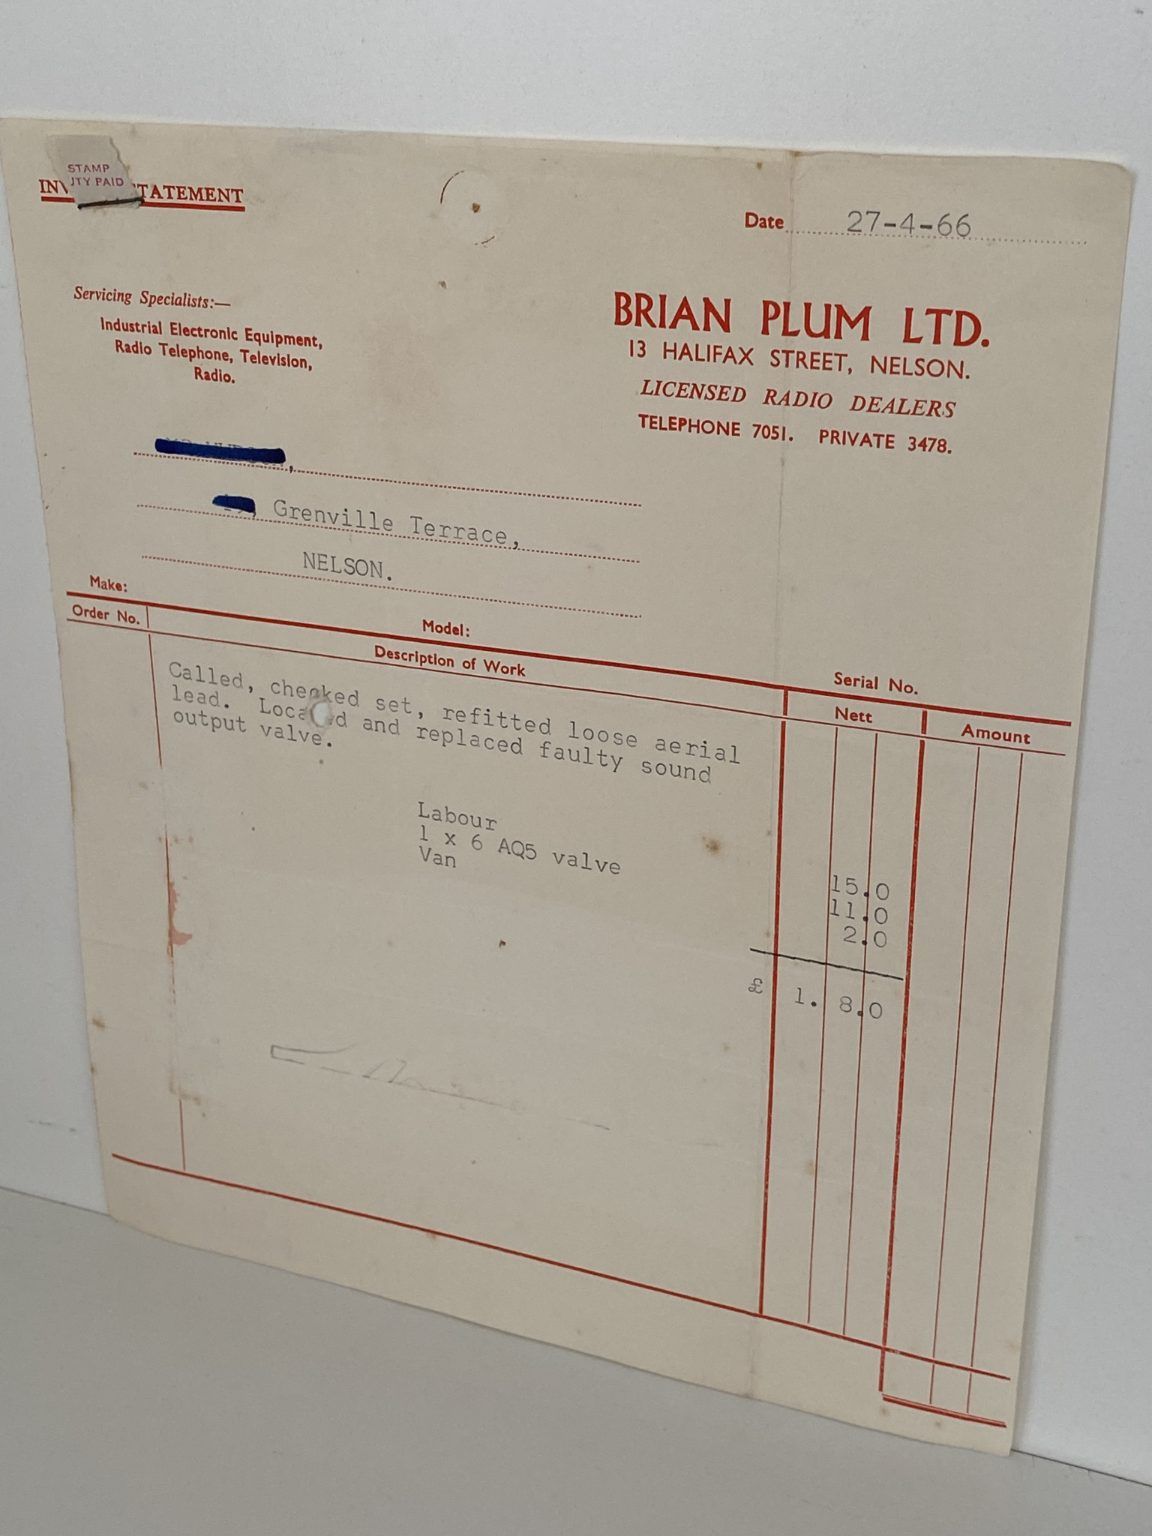 STAMP
UTY PAID
INV TATEMENT
Date 27-4-66
Servicing Specialists:—
Industrial Electronic Equipment,
Radio Telephone, Television,
Radio.
BRIAN PLUM LTD.
13 HALIFAX STREET, NELSON.
LICENSED RADIO DEALERS
TELEPHONE 7051. PRIVATE 3478.
Grenville Terrace,
NELSON.
Make: Model: Serial No.
Order No. Description of Work Nett Amount
Called, checked set, refitted loose aerial
lead. Located and replaced faulty sound
output valve.
Labour 15.0
1 x 6 AQ5 valve 11.0
Van 2.0
£ 1. 8.0